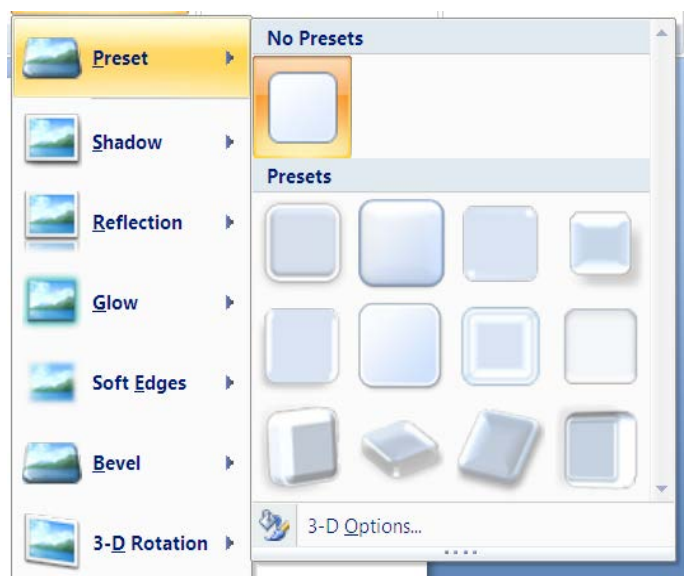 Preset
Shadow
Reflection
Glow
Soft Edges
Bevel
3-D Rotation
No Presets
Presets
3-D Options...